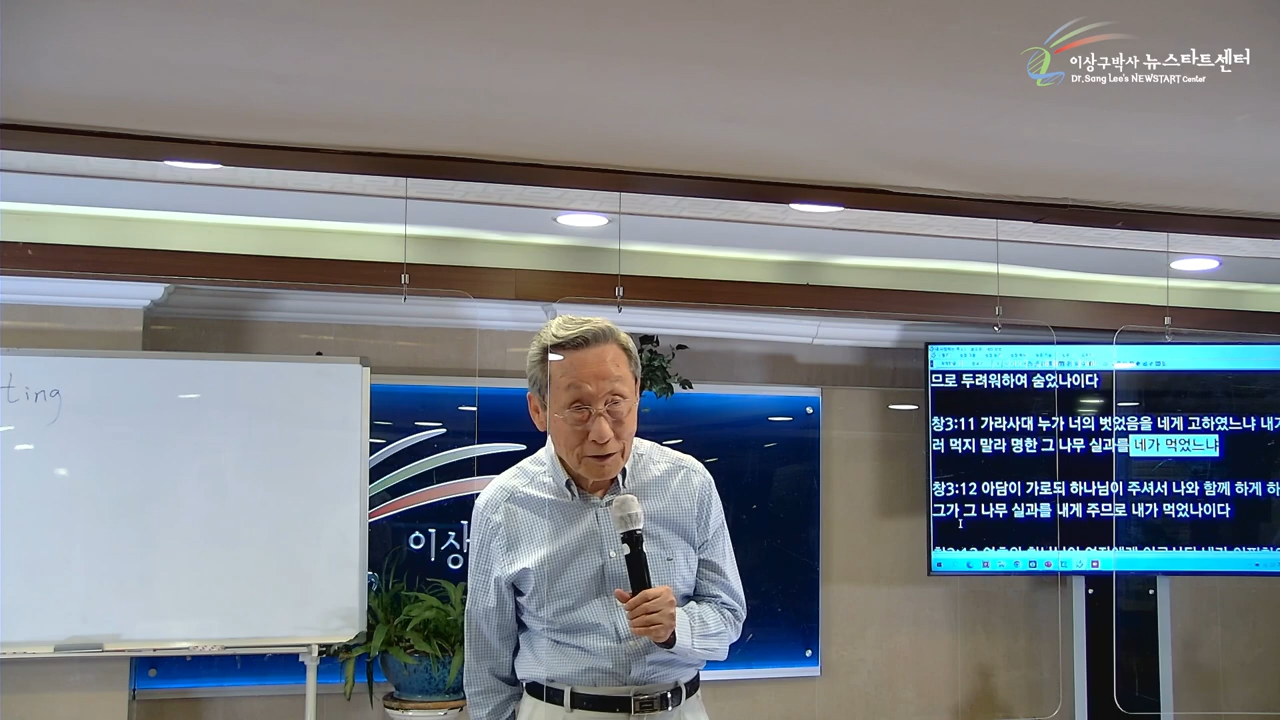 이상구박사 뉴스타트센터
Dr. Sang Lee's NEWSTART Center
ting
이상
므로 두려워하여 숨었나이다
창3:11 가라사대 누가 너의 벗었음을 네게 고하였느냐 내가
러 먹지 말라 명한 그 나무 실과를 네가 먹었느냐
창3:12 아담이 가로되 하나님이 주셔서 나와 함께 하게 하
그가 그 나무 실과를 내게 주므로 내가 먹었나이다